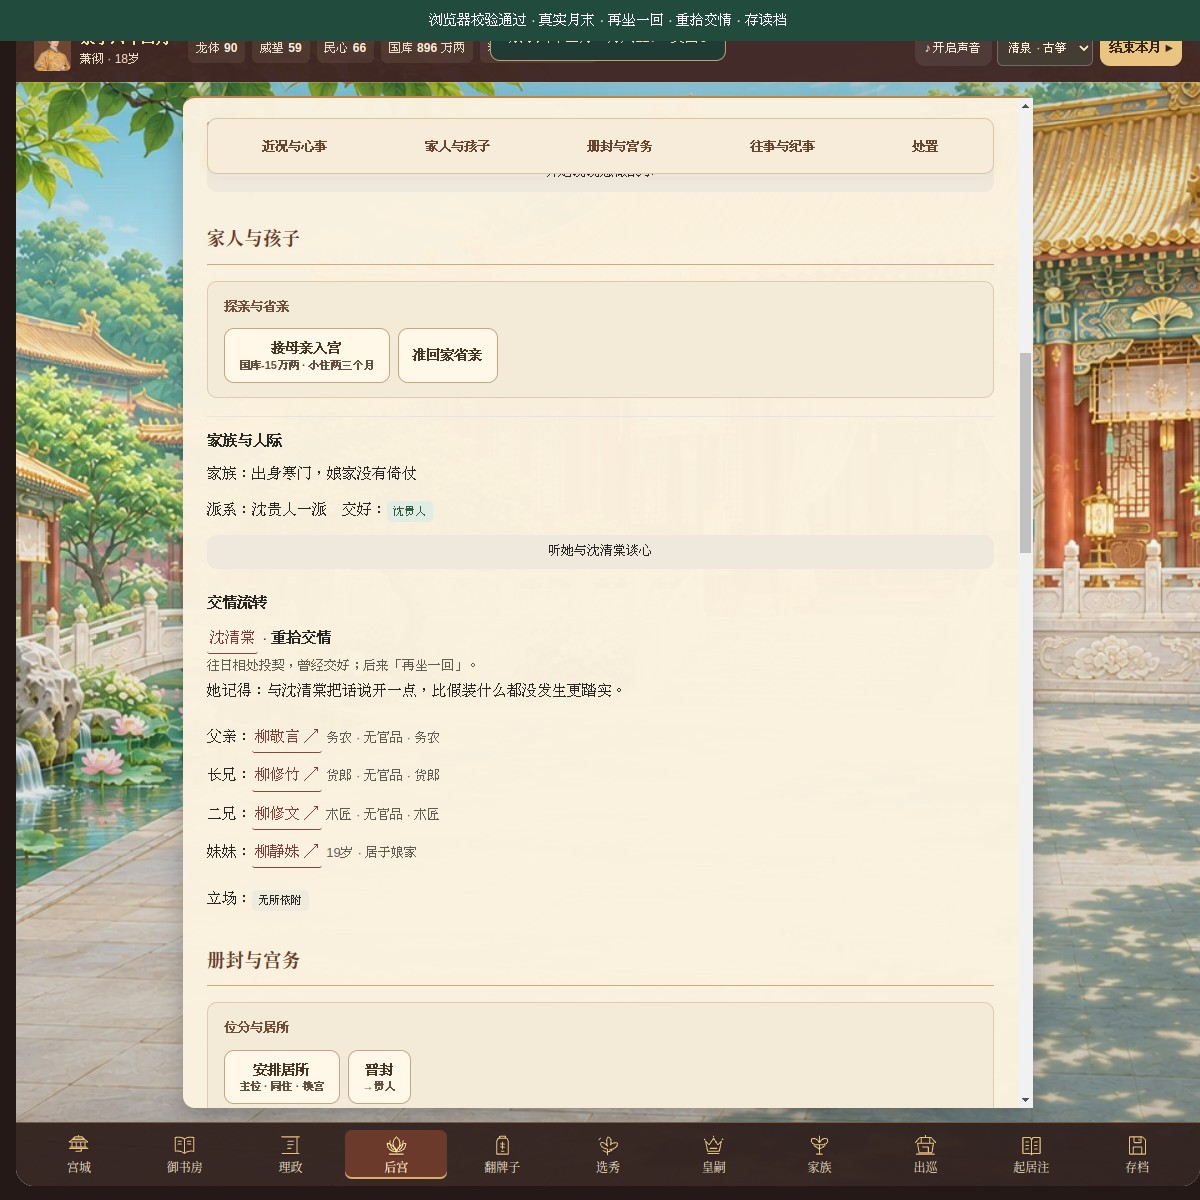 浏览器校验通过 · 真实月末 · 再坐一回 · 重拾交情 · 存读档
萧彻 · 18岁
龙体 90
威望 59
民心 66
国库 896 万两
♪ 开启声音
清泉 · 古筝
结束本月 ▸
近况与心事
家人与孩子
册封与宫务
往事与纪事
处置
家人与孩子
探亲与省亲
接母亲入宫
国库-15万两 · 小住两三个月
准回家省亲
家族与人际
家族：出身寒门，娘家没有倚仗
派系：沈贵人一派 交好： 沈贵人
听她与沈清棠谈心
交情流转
沈清棠 · 重拾交情
往日相处投契，曾经交好；后来「再坐一回」。
她记得：与沈清棠把话说开一点，比假装什么都没发生更踏实。
父亲： 柳敬言 ↗ 务农 · 无官品 · 务农
长兄： 柳修竹 ↗ 货郎 · 无官品 · 货郎
二兄： 柳修文 ↗ 木匠 · 无官品 · 木匠
妹妹： 柳静姝 ↗ 19岁 · 居于娘家
立场： 无所依附
册封与宫务
位分与居所
安排居所
主位 · 同住 · 换宫
晋封
→贵人
宫城
御书房
理政
后宫
翻牌子
选秀
皇嗣
家族
出巡
起居注
存档